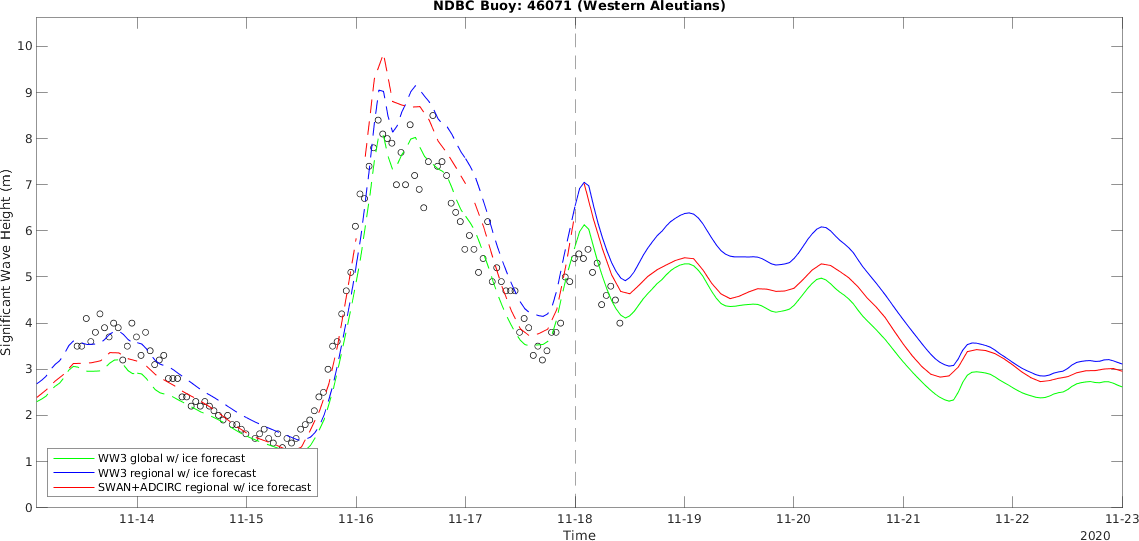 NDBC Buoy: 46071 (Western Aleutians)
Significant Wave Height (m)
10
9
8
7
6
5
4
3
2
1
0
WW3 global w/ ice forecast
WW3 regional w/ ice forecast
SWAN+ADCIRC regional w/ ice forecast
11-14 11-15 11-16 11-17 11-18 11-19 11-20 11-21 11-22 11-23
Time
2020